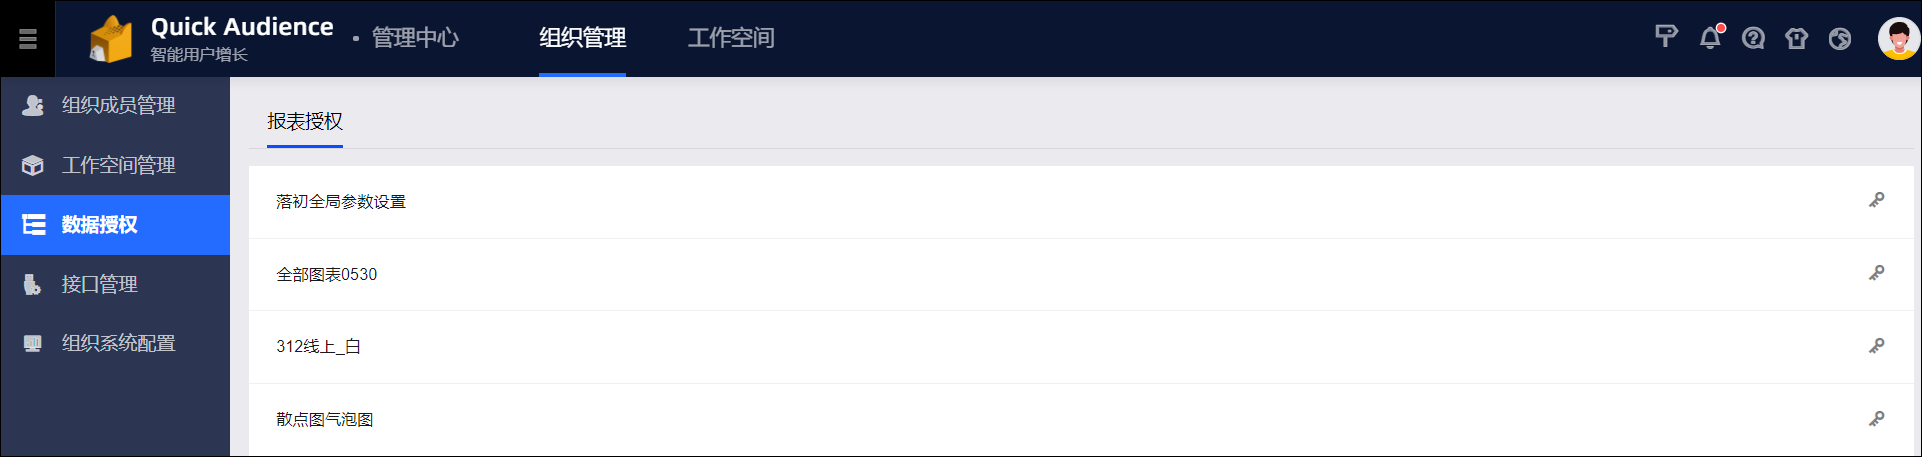 Quick Audience
智能用户增长
· 管理中心
组织管理
工作空间
组织成员管理
工作空间管理
数据授权
接口管理
组织系统配置
报表授权
落初全局参数设置
全部图表0530
312线上_白
散点图气泡图